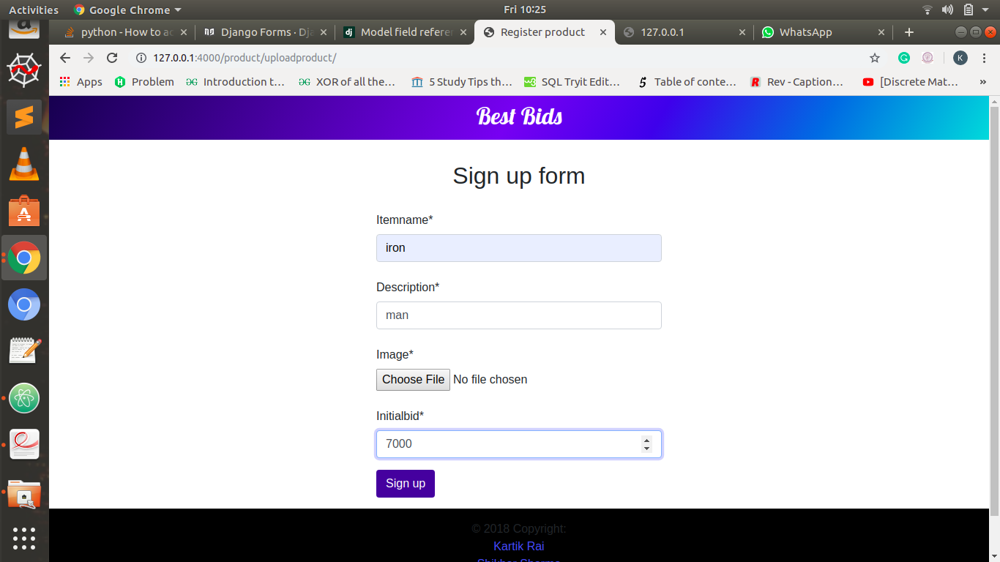 Activities Google Chrome Fri 10:25
python - How to ac Django Forms · Dja Model field referen Register product 127.0.0.1 WhatsApp
127.0.0.1:4000/product/uploadproduct/ K
Apps Problem Introduction t... XOR of all the... 5 Study Tips th... SQL Tryit Edit... Table of conte... Rev - Caption... [Discrete Mat... »
Best Bids
Sign up form
Itemname*
iron
Description*
man
Image*
Choose File No file chosen
Initialbid*
7000
Sign up
© 2018 Copyright:
Kartik Rai